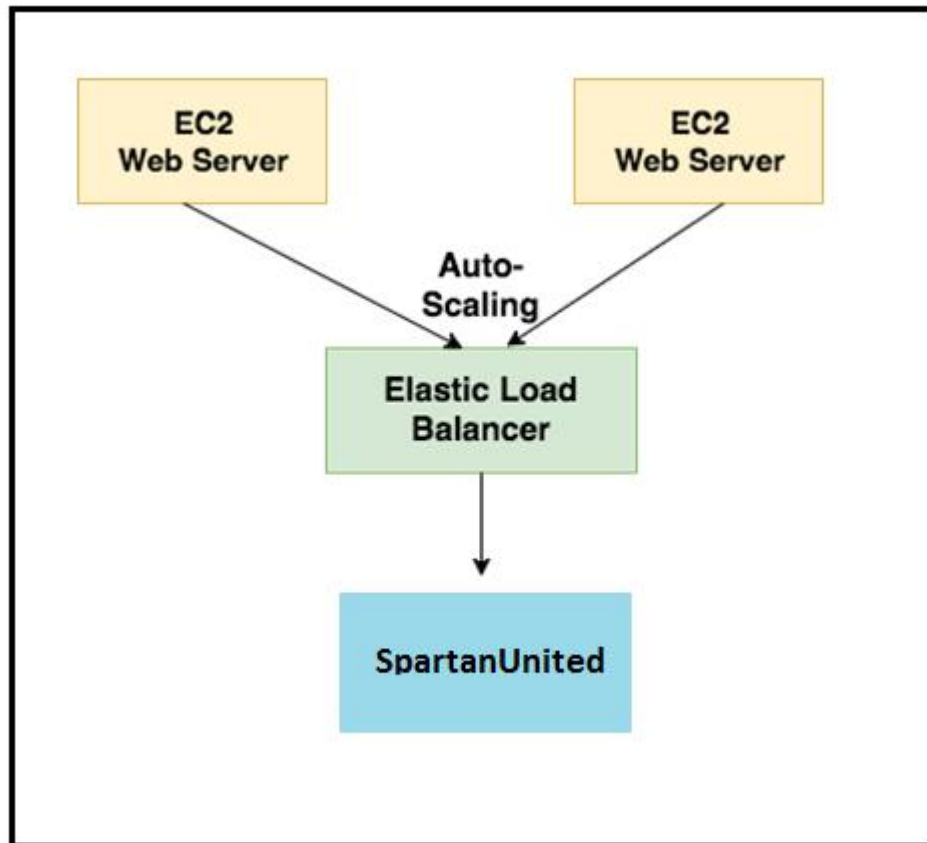 EC2
Web Server
EC2
Web Server
Auto-
Scaling
Elastic Load
Balancer
SpartanUnited